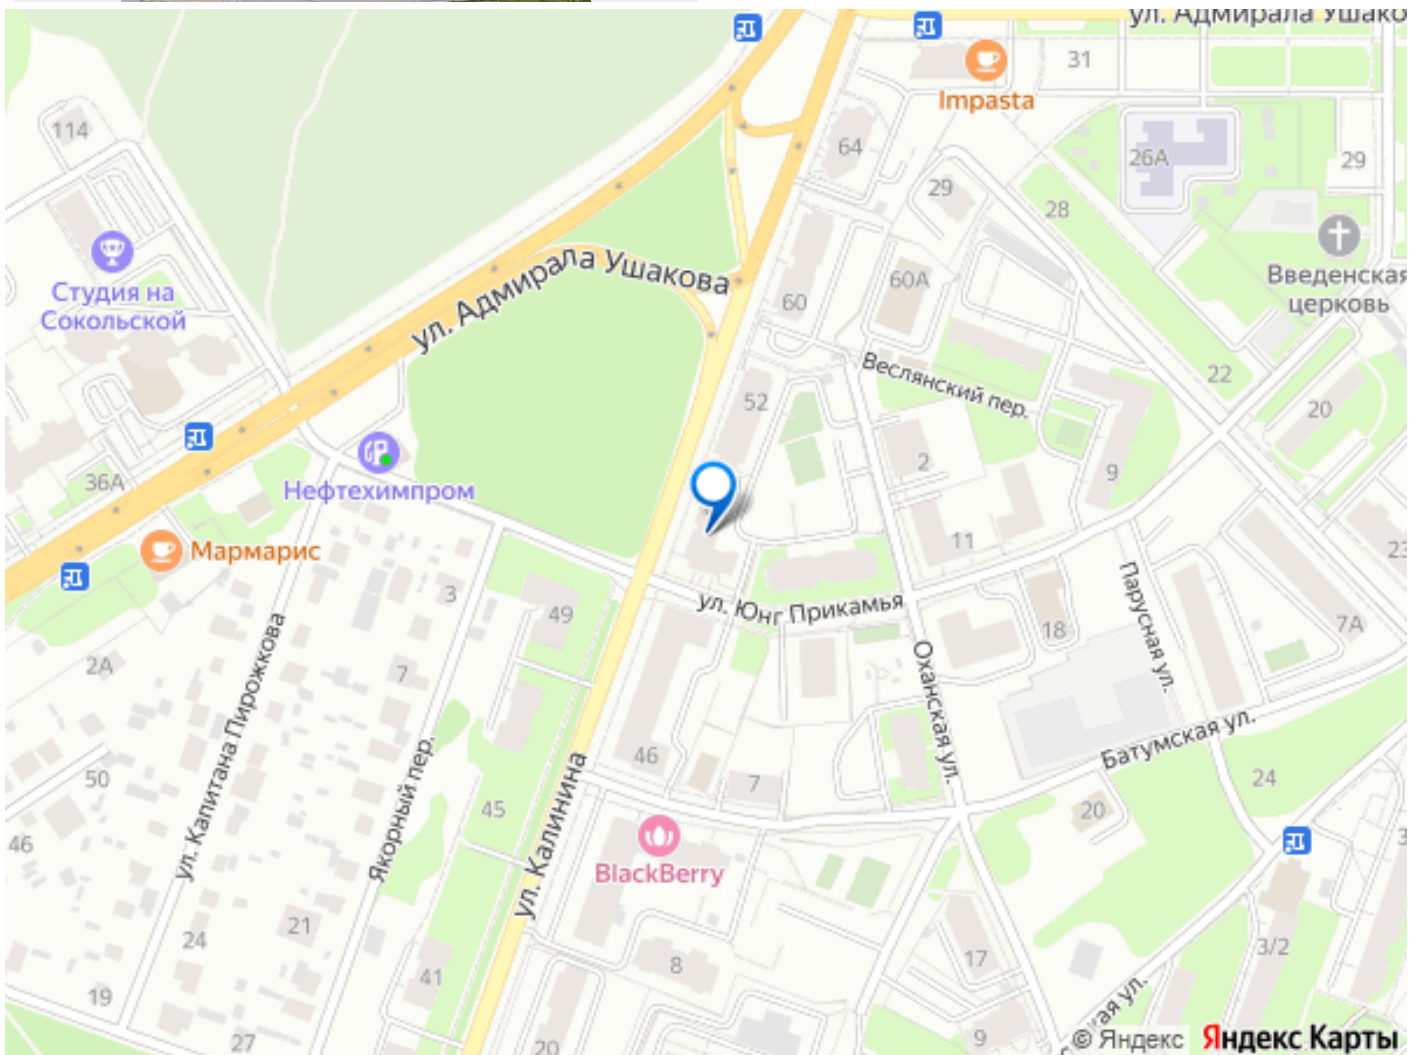 ул. Адмирала Ушако
31
Impasta
114
64
26А
29
29
28
Введенская
церковь
60А
Студия на
Сокольской
ул. Адмирала Ушакова
60
Веслянский пер.
22
52
20
36А
Нефтехимпром
2
9
11
Мармарис
23
3
49
ул. Юнг Прикамья
Парусная ул.
18
7А
2А
7
ул. Капитана Пирожкова
Оханская ул.
Якорный пер.
46
Батумская ул.
50
7
24
45
20
46
ул. Калинина
BlackBerry
3
21
24
41
8
17
3/2
19
кая ул.
27
20
9
© Яндекс
Яндекс Карты